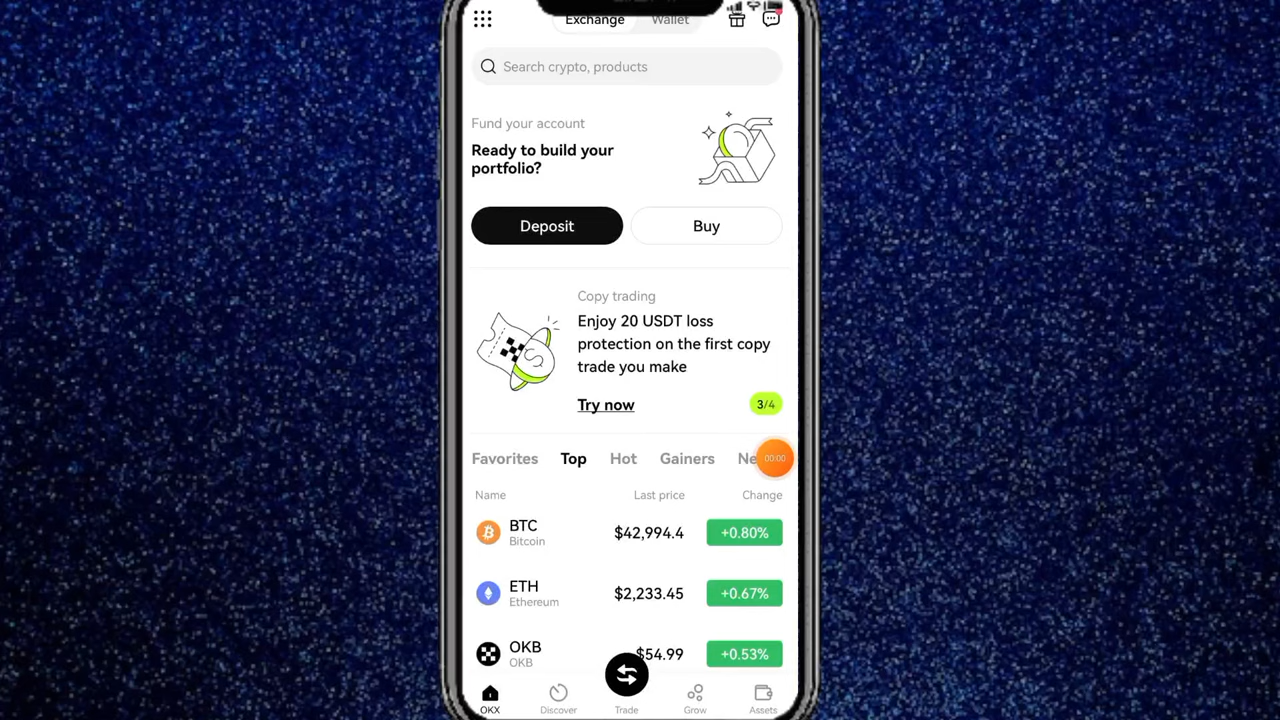 Exchange Wallet
Search crypto, products
Fund your account
Ready to build your
portfolio?
Deposit Buy
Copy trading
Enjoy 20 USDT loss
protection on the first copy
trade you make
Try now 3/4
Favorites Top Hot Gainers 00:00
Name Last price Change
BTC $42,994.4 +0.80%
Bitcoin
ETH $2,233.45 +0.67%
Ethereum
OKB $54.99 +0.53%
OKB
OKX Discover Trade Grow Assets